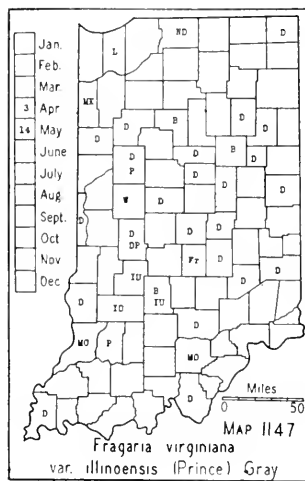 Jan.
Feb.
Mar.
3 Apr
14 May
June
July
Aug.
Sept.
Oct
Nov
Dec
ND D
L
MK
D B D D
D B
D D D
P D D
W D
D D D
D
DP Fr D
IU B IU D
D IO
D
MO P MO
D D
Miles
0 50
MAP 1147
Fragaria virginiana
var. illinoensis (Prince) Gray